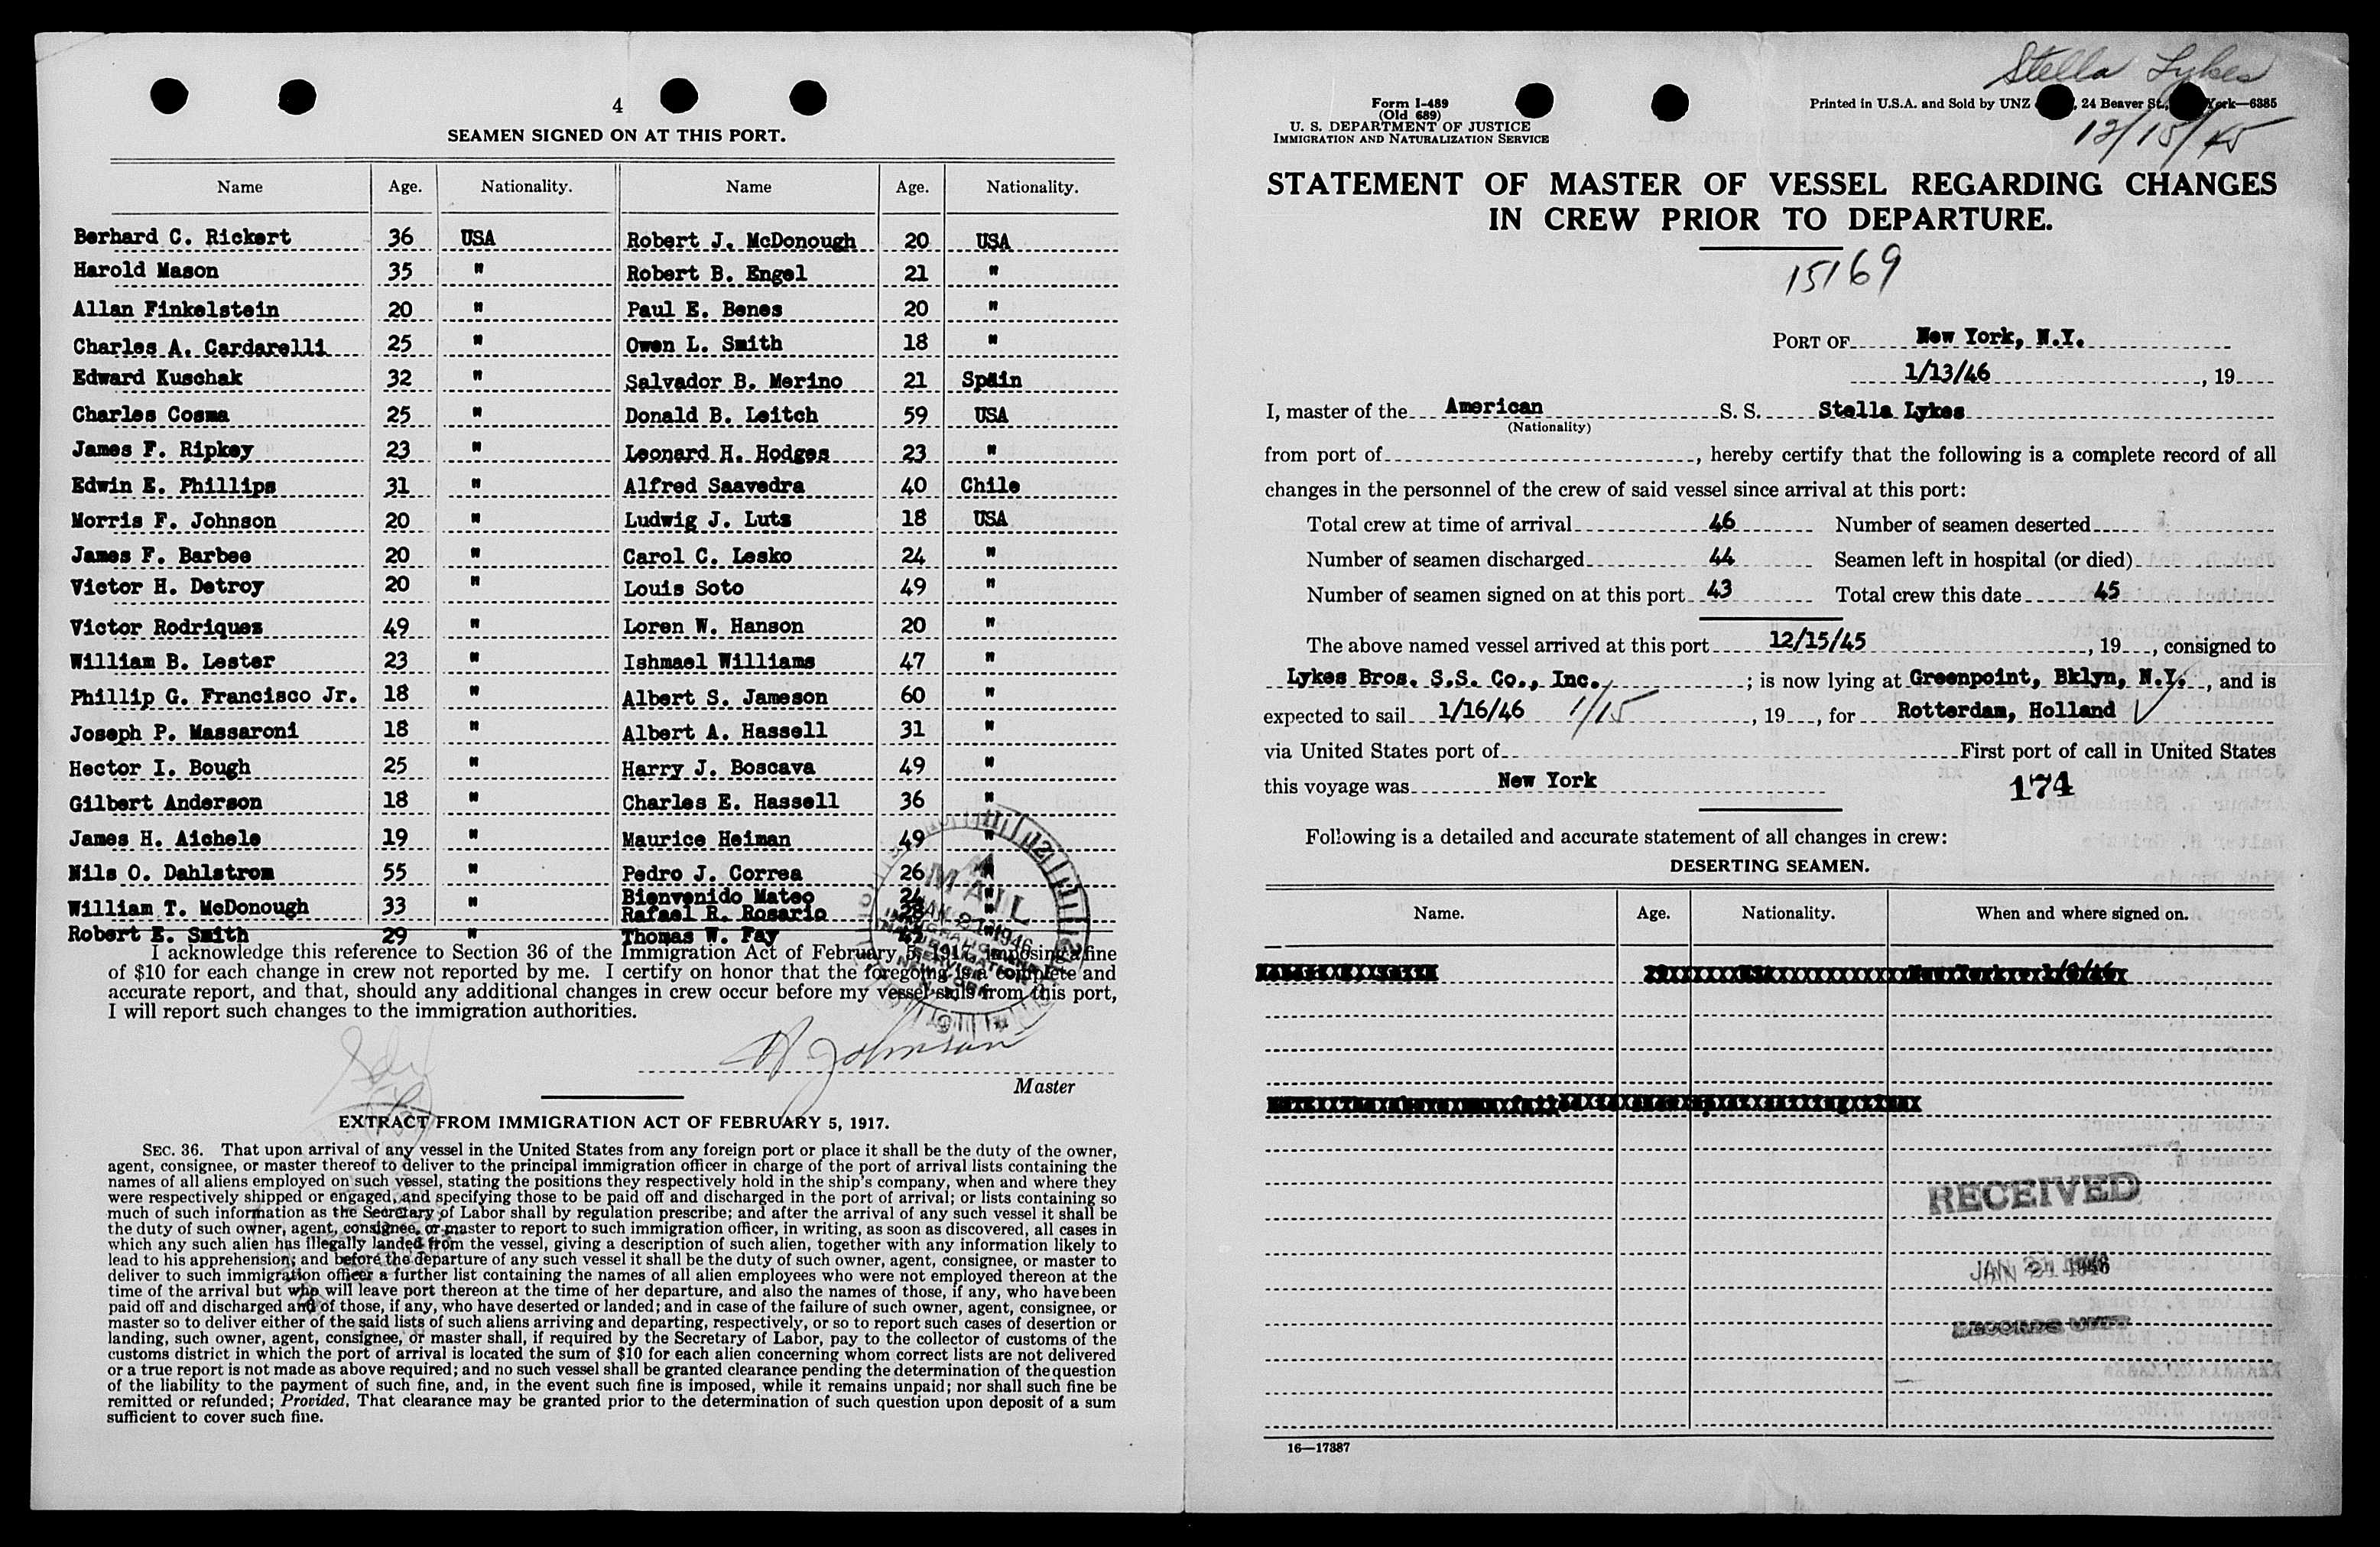 4
SEAMEN SIGNED ON AT THIS PORT.
Name Age. Nationality. Name Age. Nationality.
Berhard C. Rickert 36 USA Robert J. McDonough 20 USA
Harold Mason 35 " Robert B. Engel 21 "
Allan Finkelstein 20 " Paul E. Benes 20 "
Charles A. Cardarelli 25 " Owen L. Smith 18 "
Edward Kuschak 32 " Salvador B. Merino 21 Spain
Charles Cosma 25 " Donald B. Leitch 59 USA
James F. Ripkey 23 " Leonard H. Hodges 23 "
Edwin E. Phillips 31 " Alfred Saavedra 40 Chile
Morris F. Johnson 20 " Ludwig J. Luts 18 USA
James F. Barbee 20 " Carol C. Lesko 24 "
Victor H. Detroy 20 " Louis Soto 49 "
Victor Rodriques 49 " Loren W. Hanson 20 "
William B. Lester 23 " Ishmael Williams 47 "
Phillip G. Francisco Jr. 18 " Albert S. Jameson 60 "
Joseph P. Massaroni 18 " Albert A. Hassell 31 "
Hector I. Bough 25 " Harry J. Boscava 49 "
Gilbert Anderson 18 " Charles E. Hassell 36 "
James H. Aichele 19 " Maurice Heiman 49 "
Nils O. Dahlstrom 55 " Pedro J. Correa 26 "
Bienvenido Mateo 24 "
William T. McDonough 33 " Rafael R. Rosario 28 "
Robert E. Smith 29 " Thomas W. Fay 42 "
MAIL
I acknowledge this reference to Section 36 of the Immigration Act of February 5, 1917, imposing a fine
of $10 for each change in crew not reported by me. I certify on honor that the foregoing is a complete and
accurate report, and that, should any additional changes in crew occur before my vessel sails from this port,
I will report such changes to the immigration authorities.
Johnson
Master
EXTRACT FROM IMMIGRATION ACT OF FEBRUARY 5, 1917.
SEC. 36. That upon arrival of any vessel in the United States from any foreign port or place it shall be the duty of the owner,
agent, consignee, or master thereof to deliver to the principal immigration officer in charge of the port of arrival lists containing the
names of all aliens employed on such vessel, stating the positions they respectively hold in the ship's company, when and where they
were respectively shipped or engaged, and specifying those to be paid off and discharged in the port of arrival; or lists containing so
much of such information as the Secretary of Labor shall by regulation prescribe; and after the arrival of any such vessel it shall be
the duty of such owner, agent, consignee, or master to report to such immigration officer, in writing, as soon as discovered, all cases in
which any such alien has illegally landed from the vessel, giving a description of such alien, together with any information likely to
lead to his apprehension; and before the departure of any such vessel it shall be the duty of such owner, agent, consignee, or master to
deliver to such immigration officer a further list containing the names of all alien employees who were not employed thereon at the
time of the arrival but who will leave port thereon at the time of her departure, and also the names of those, if any, who have been
paid off and discharged and of those, if any, who have deserted or landed; and in case of the failure of such owner, agent, consignee, or
master so to deliver either of the said lists of such aliens arriving and departing, respectively, or so to report such cases of desertion or
landing, such owner, agent, consignee, or master shall, if required by the Secretary of Labor, pay to the collector of customs of the
customs district in which the port of arrival is located the sum of $10 for each alien concerning whom correct lists are not delivered
or a true report is not made as above required; and no such vessel shall be granted clearance pending the determination of the question
of the liability to the payment of such fine, and, in the event such fine is imposed, while it remains unpaid; nor shall such fine be
remitted or refunded; Provided, That clearance may be granted prior to the determination of such question upon deposit of a sum
sufficient to cover such fine.
Stella Lykes
Form I-489
(Old 689)
U. S. DEPARTMENT OF JUSTICE
IMMIGRATION AND NATURALIZATION SERVICE
Printed in U.S.A. and Sold by UNZ 24 Beaver St., York—6385
12/15/45
STATEMENT OF MASTER OF VESSEL REGARDING CHANGES
IN CREW PRIOR TO DEPARTURE.
15169
PORT OF New York, N.Y.
1/13/46, 19
I, master of the American S. S. Stella Lykes
(Nationality)
from port of , hereby certify that the following is a complete record of all
changes in the personnel of the crew of said vessel since arrival at this port:
Total crew at time of arrival 46 Number of seamen deserted
Number of seamen discharged 44 Seamen left in hospital (or died)
Number of seamen signed on at this port 43 Total crew this date 45
The above named vessel arrived at this port 12/15/45, 19 , consigned to
Lykes Bros. S.S. Co., Inc. ; is now lying at Greenpoint, Bklyn, N.Y., and is
expected to sail 1/16/46 1/15, 19 , for Rotterdam, Holland
via United States port of First port of call in United States
this voyage was New York 174
Following is a detailed and accurate statement of all changes in crew:
DESERTING SEAMEN.
Name. Age. Nationality. When and where signed on.
RECEIVED
JAN 21 1946
RECORDS UNIT
16—17387